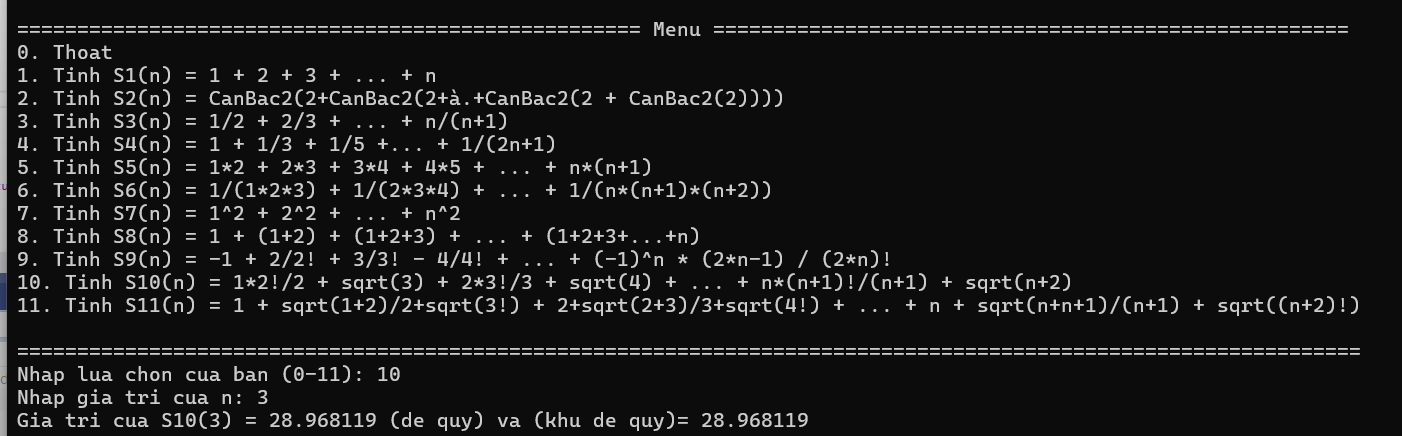 ==================================================== Menu =====================================================
0. Thoat
1. Tinh S1(n) = 1 + 2 + 3 + ... + n
2. Tinh S2(n) = CanBac2(2+CanBac2(2+à.+CanBac2(2 + CanBac2(2))))
3. Tinh S3(n) = 1/2 + 2/3 + ... + n/(n+1)
4. Tinh S4(n) = 1 + 1/3 + 1/5 +... + 1/(2n+1)
5. Tinh S5(n) = 1*2 + 2*3 + 3*4 + 4*5 + ... + n*(n+1)
6. Tinh S6(n) = 1/(1*2*3) + 1/(2*3*4) + ... + 1/(n*(n+1)*(n+2))
7. Tinh S7(n) = 1^2 + 2^2 + ... + n^2
8. Tinh S8(n) = 1 + (1+2) + (1+2+3) + ... + (1+2+3+...+n)
9. Tinh S9(n) = -1 + 2/2! + 3/3! - 4/4! + ... + (-1)^n * (2*n-1) / (2*n)!
10. Tinh S10(n) = 1*2!/2 + sqrt(3) + 2*3!/3 + sqrt(4) + ... + n*(n+1)!/(n+1) + sqrt(n+2)
11. Tinh S11(n) = 1 + sqrt(1+2)/2+sqrt(3!) + 2+sqrt(2+3)/3+sqrt(4!) + ... + n + sqrt(n+n+1)/(n+1) + sqrt((n+2)!)
================================================================================================================
Nhap lua chon cua ban (0-11): 10
Nhap gia tri cua n: 3
Gia tri cua S10(3) = 28.968119 (de quy) va (khu de quy)= 28.968119